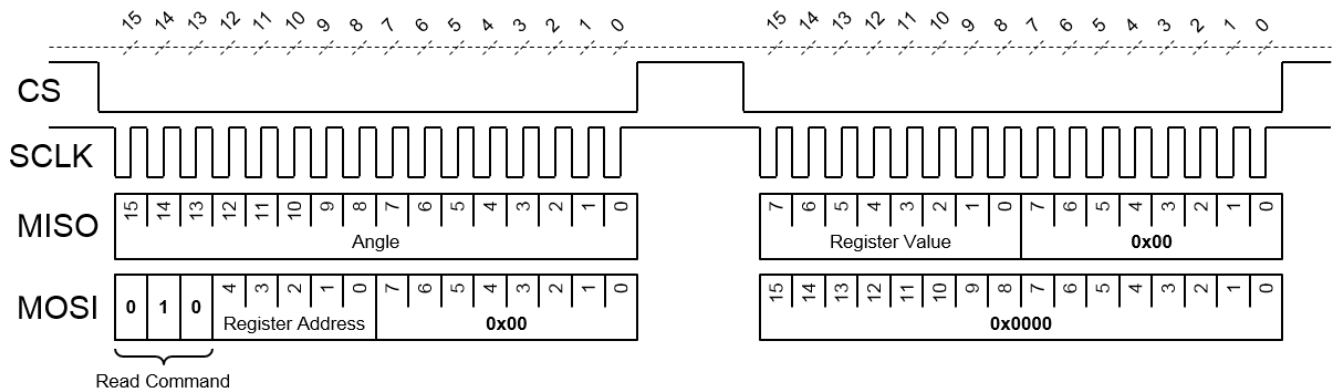 15 14 13 12 11 10 9 8 7 6 5 4 3 2 1 0 15 14 13 12 11 10 9 8 7 6 5 4 3 2 1 0
CS
SCLK
MISO 15 14 13 12 11 10 9 8 7 6 5 4 3 2 1 0 7 6 5 4 3 2 1 0 7 6 5 4 3 2 1 0
Angle Register Value 0x00
MOSI 0 1 0 4 3 2 1 0 7 6 5 4 3 2 1 0 15 14 13 12 11 10 9 8 7 6 5 4 3 2 1 0
Register Address 0x00 0x0000
Read Command